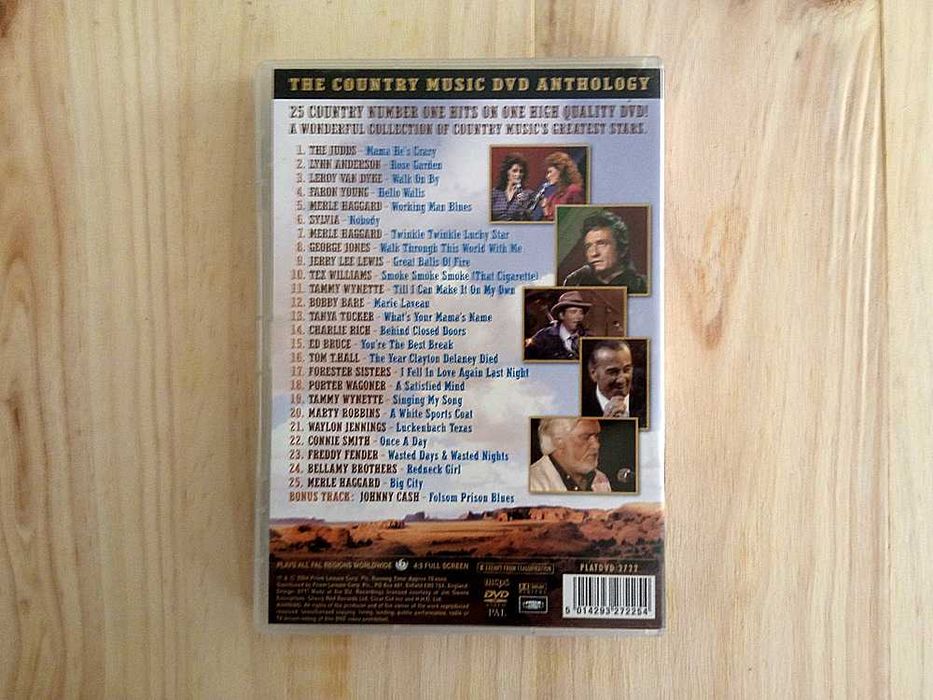 THE COUNTRY MUSIC DVD ANTHOLOGY
25 COUNTRY NUMBER ONE HITS ON ONE HIGH QUALITY DVD!
A WONDERFUL COLLECTION OF COUNTRY MUSIC'S GREATEST STARS.
1. THE JUDDS - Mama He's Crazy
2. LYNN ANDERSON - Rose Garden
3. LEROY VAN DYKE - Walk On By
4. FARON YOUNG - Hello Walls
5. MERLE HAGGARD - Working Man Blues
6. SYLVIA - Nobody
7. MERLE HAGGARD - Twinkle Twinkle Lucky Star
8. GEORGE JONES - Walk Through This World With Me
9. JERRY LEE LEWIS - Great Balls Of Fire
10. TEX WILLIAMS - Smoke Smoke Smoke (That Cigarette)
11. TAMMY WYNETTE - Till I Can Make It On My Own
12. BOBBY BARE - Marie Laveau
13. TANYA TUCKER - What's Your Mama's Name
14. CHARLIE RICH - Behind Closed Doors
15. ED BRUCE - You're The Best Break
16. TOM T.HALL - The Year Clayton Delaney Died
17. FORESTER SISTERS - I Fell In Love Again Last Night
18. PORTER WAGONER - A Satisfied Mind
19. TAMMY WYNETTE - Singing My Song
20. MARTY ROBBINS - A White Sports Coat
21. WAYLON JENNINGS - Luckenbach Texas
22. CONNIE SMITH - Once A Day
23. FREDDY FENDER - Wasted Days & Wasted Nights
24. BELLAMY BROTHERS - Redneck Girl
25. MERLE HAGGARD - Big City
BONUS TRACK: JOHNNY CASH - Folsom Prison Blues
PLAYS ALL PAL REGIONS WORLDWIDE 4:3 FULL SCREEN E EXEMPT FROM CLASSIFICATION PLATDVD 2722
mcps
DVD
VIDEO
PAL
DOLBY DIGITAL
5 014293 272254